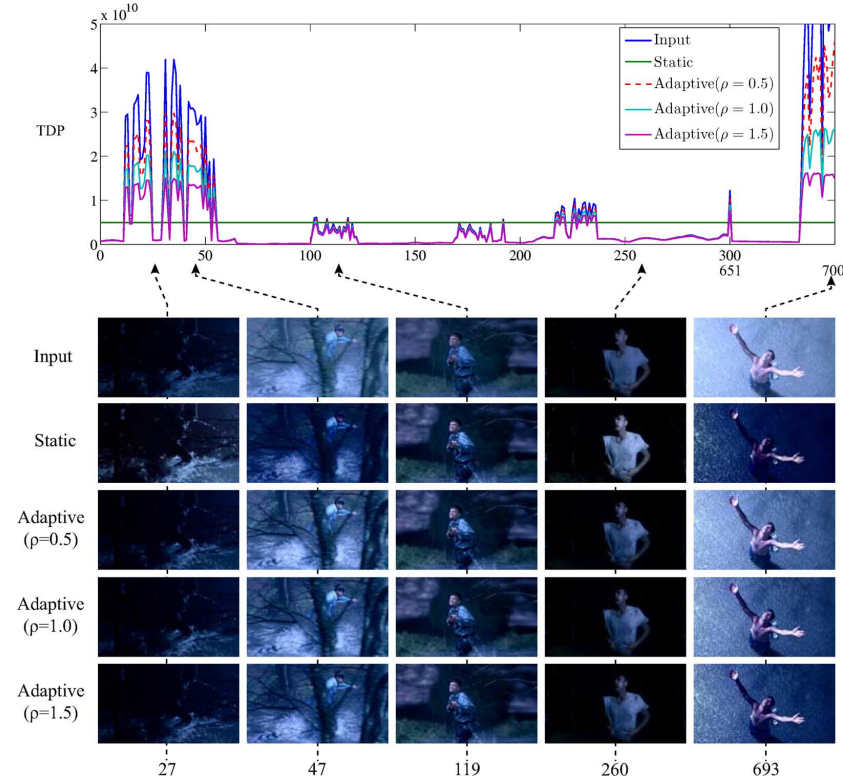 5 x 10^10
4
3
TDP
2
1
0
0 50 100 150 200 250 300 700
651
Input
Static
Adaptive(ρ = 0.5)
Adaptive(ρ = 1.0)
Adaptive(ρ = 1.5)
Input
Static
Adaptive
(ρ=0.5)
Adaptive
(ρ=1.0)
Adaptive
(ρ=1.5)
27 47 119 260 693